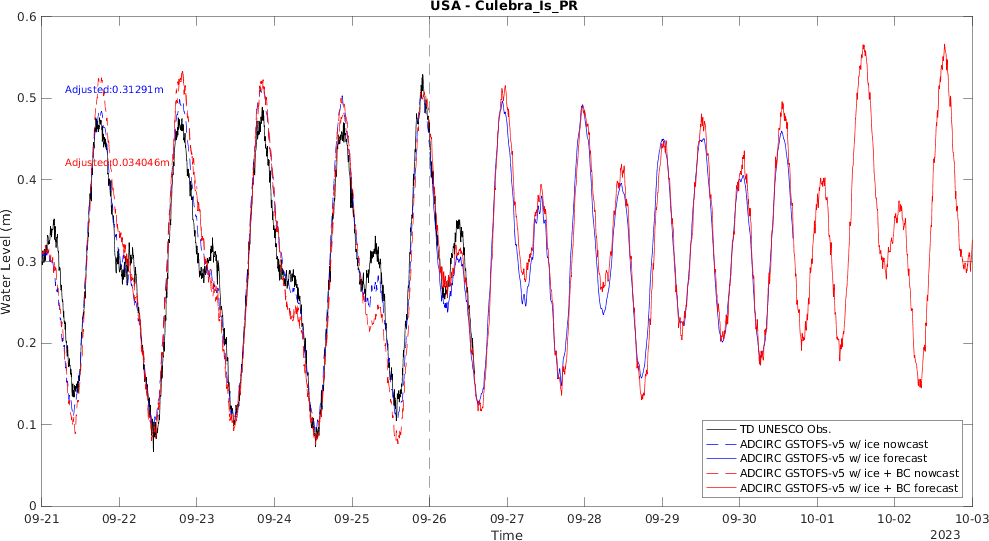 USA - Culebra_Is_PR
0.6
0.5
0.4
0.3
0.2
0.1
0
Water Level (m)
Adjusted:0.31291m
Adjusted:0.034046m
TD UNESCO Obs.
ADCIRC GSTOFS-v5 w/ ice nowcast
ADCIRC GSTOFS-v5 w/ ice forecast
ADCIRC GSTOFS-v5 w/ ice + BC nowcast
ADCIRC GSTOFS-v5 w/ ice + BC forecast
09-21 09-22 09-23 09-24 09-25 09-26 09-27 09-28 09-29 09-30 10-01 10-02 10-03
Time
2023